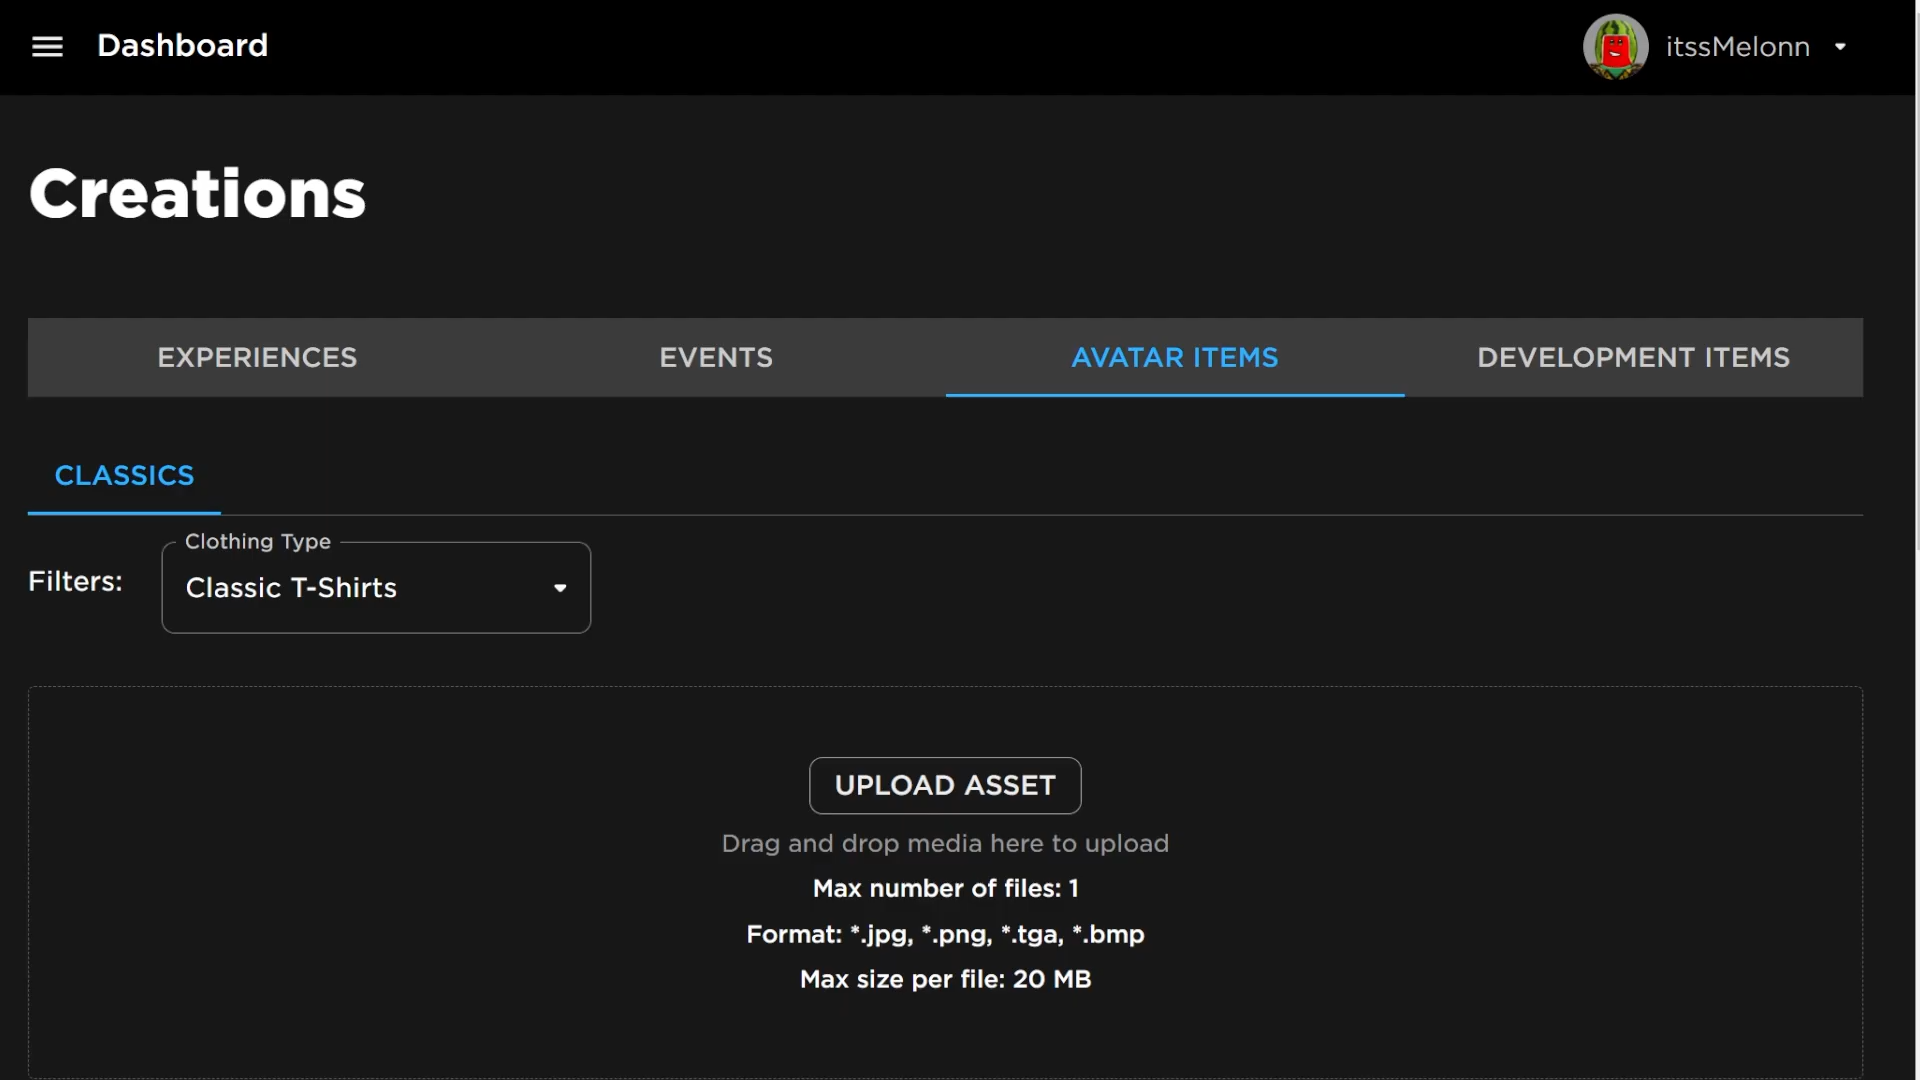 Dashboard
itssMelonn
Creations
EXPERIENCES
EVENTS
AVATAR ITEMS
DEVELOPMENT ITEMS
CLASSICS
Clothing Type
Filters:
Classic T-Shirts
UPLOAD ASSET
Drag and drop media here to upload
Max number of files: 1
Format: *.jpg, *.png, *.tga, *.bmp
Max size per file: 20 MB